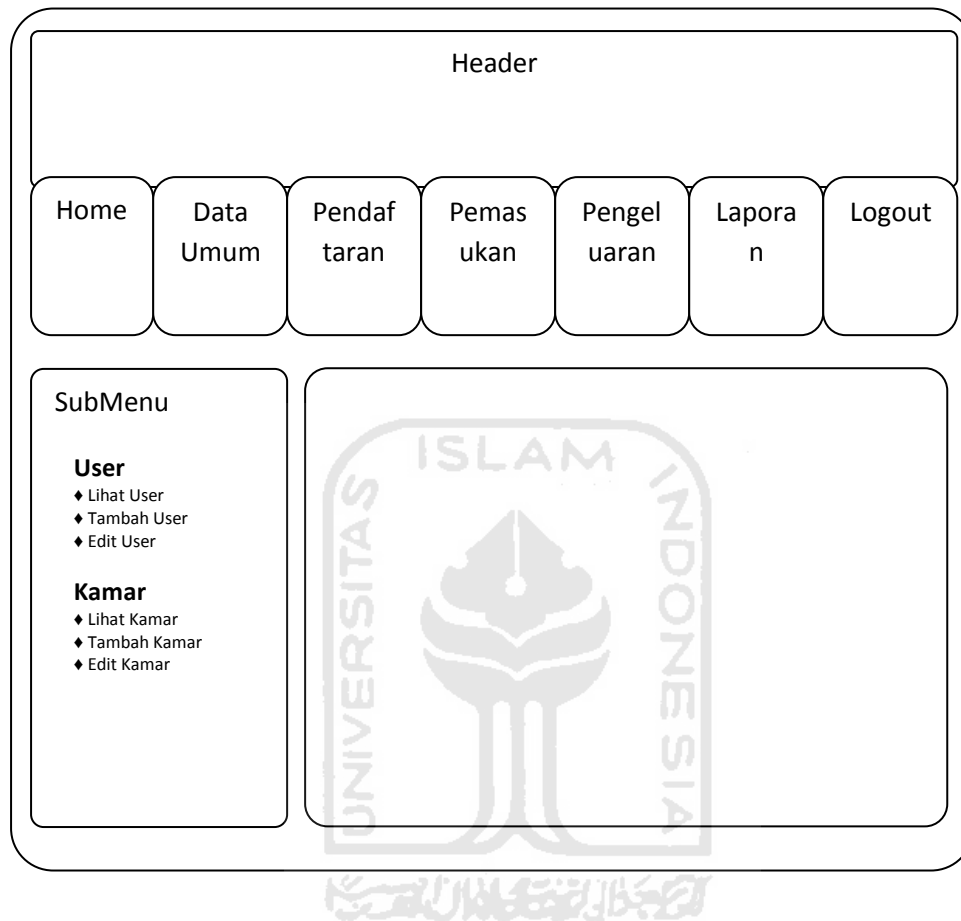 Header
Home
Data
Umum
Pendaf
taran
Pemas
ukan
Pengel
uaran
Lapora
n
Logout
SubMenu
User
♦ Lihat User
♦ Tambah User
♦ Edit User
Kamar
♦ Lihat Kamar
♦ Tambah Kamar
♦ Edit Kamar
UNIVERSITAS
ISLAM
INDONESIA